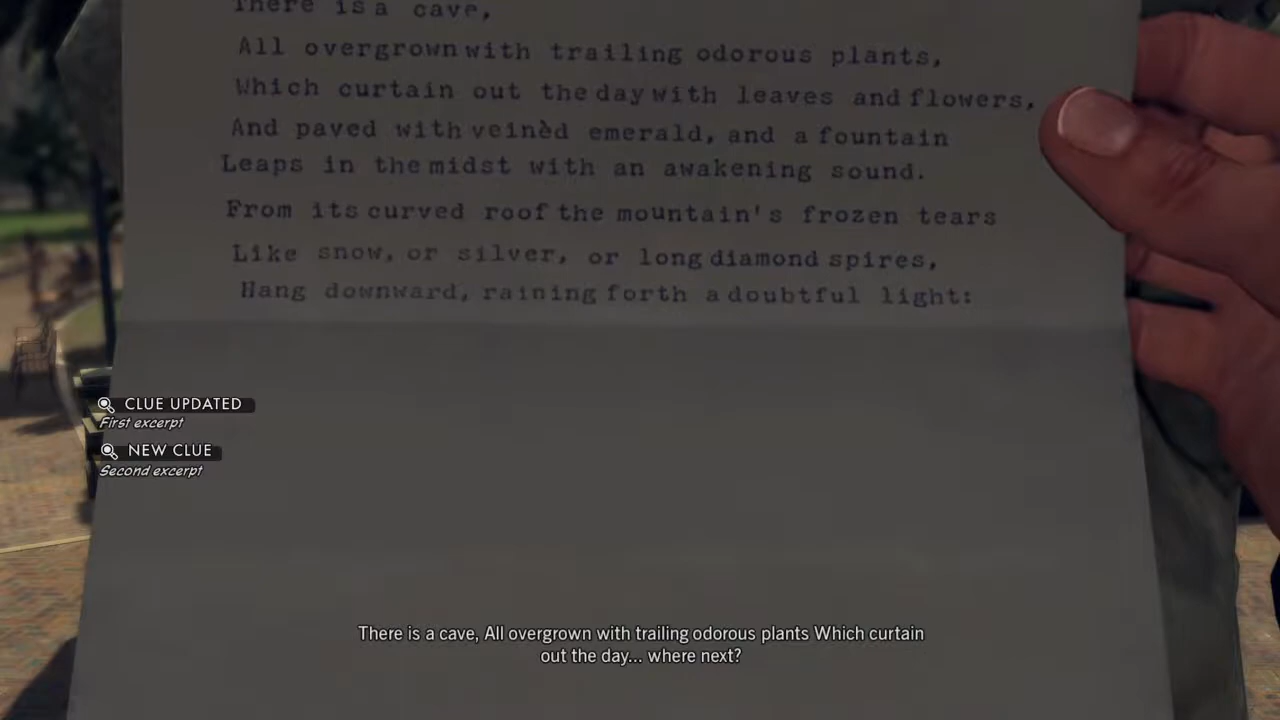 There is a cave,
All overgrown with trailing odorous plants,
Which curtain out the day with leaves and flowers,
And paved with veinèd emerald, and a fountain
Leaps in the midst with an awakening sound.
From its curved roof the mountain's frozen tears
Like snow, or silver, or long diamond spires,
Hang downward, raining forth a doubtful light:
CLUE UPDATED
First excerpt
NEW CLUE
Second excerpt
There is a cave, All overgrown with trailing odorous plants Which curtain
out the day... where next?